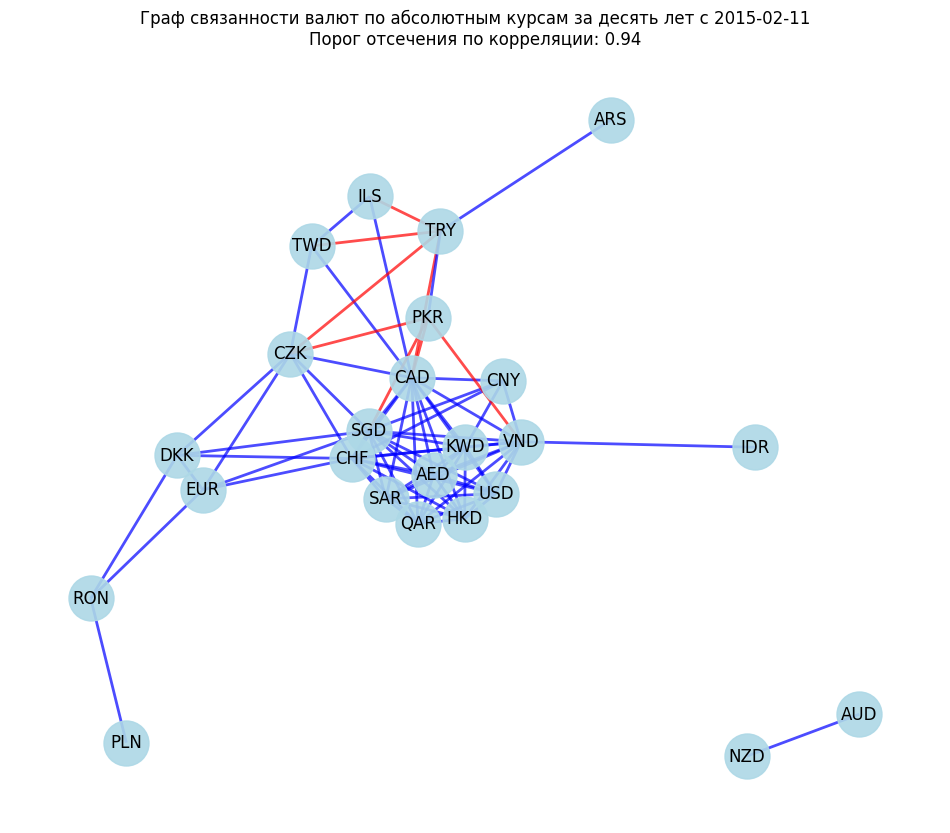 Граф связанности валют по абсолютным курсам за десять лет с 2015-02-11
Порог отсечения по корреляции: 0.94
ARS
ILS
TRY
TWD
PKR
CZK
CAD
CNY
SGD
VND
KWD
IDR
DKK
CHF
AED
EUR
SAR
USD
QAR
HKD
RON
AUD
PLN
NZD